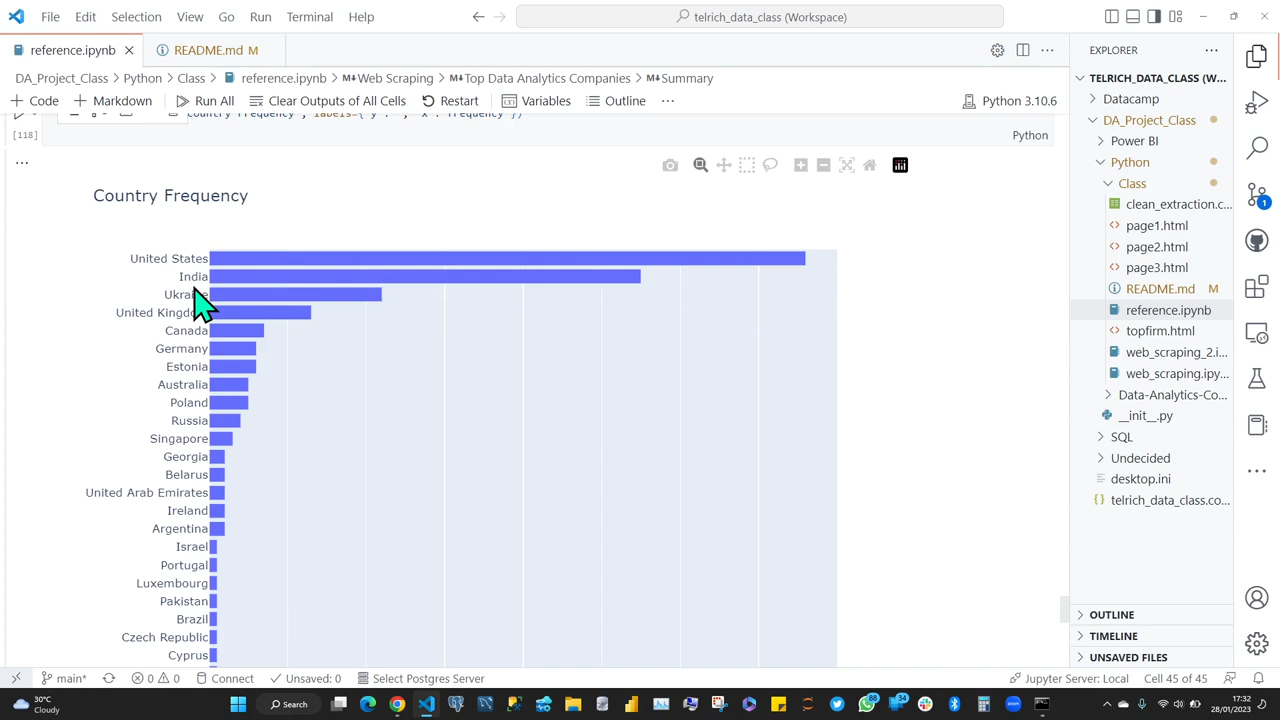 File Edit Selection View Go Run Terminal Help
telrich_data_class (Workspace)
reference.ipynb
README.md M
DA_Project_Class > Python > Class > reference.ipynb > Web Scraping > Top Data Analytics Companies > Summary
Code Markdown Run All Clear Outputs of All Cells Restart Variables Outline ...
Python 3.10.6
[118]
Python
Country Frequency
United States
India
Ukraine
United Kingdom
Canada
Germany
Estonia
Australia
Poland
Russia
Singapore
Georgia
Belarus
United Arab Emirates
Ireland
Argentina
Israel
Portugal
Luxembourg
Pakistan
Brazil
Czech Republic
Cyprus
EXPLORER
TELRICH_DATA_CLASS (W...
Datacamp
DA_Project_Class
Power BI
Python
Class
clean_extraction.c...
page1.html
page2.html
page3.html
README.md M
reference.ipynb
topfirm.html
web_scraping_2.i...
web_scraping.ipy...
Data-Analytics-Co...
__init__.py
SQL
Undecided
desktop.ini
telrich_data_class.co...
OUTLINE
TIMELINE
UNSAVED FILES
1
main*
0 0
Connect
Unsaved: 0
Select Postgres Server
Jupyter Server: Local
Cell 45 of 45
30°C
Cloudy
Search
88
34
17:32
28/01/2023